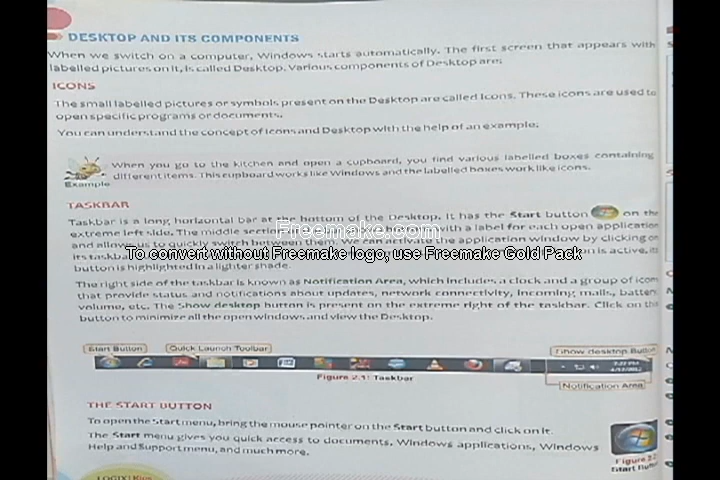 DESKTOP AND ITS COMPONENTS
When we switch on a computer, Windows starts automatically. The first screen that appears with
labelled pictures on it, is called Desktop. Various components of Desktop are:
ICONS
The small labelled pictures or symbols present on the Desktop are called Icons. These icons are used to
open specific programs or documents.
You can understand the concept of Icons and Desktop with the help of an example.
When you go to the kitchen and open a cupboard, you find various labelled boxes containing
different items. This cupboard works like Windows and the labelled boxes work like icons.
Example
TASKBAR
Taskbar is a long horizontal bar at the bottom of the Desktop. It has the Start button on the
extreme left side. The middle section with a label for each open application
Freemake.com
and allows us to quickly switch between them. We can activate the application window by clicking on
To convert without Freemake logo, use Freemake Gold Pack
its is active,
button is highlighted in a lighter shade.
The right side of the taskbar is known as Notification Area, which includes a clock and a group of icons
that provide status and notifications about updates, network connectivity, incoming mails, battery
volume, etc. The Show desktop button is present on the extreme right of the taskbar. Click on the
button to minimize all the open windows and view the Desktop.
Start Button Quick Launch Toolbar Show desktop Button
Figure 2.1: Taskbar
Notification Area
THE START BUTTON
To open the Start menu, bring the mouse pointer on the Start button and click on it.
The Start menu gives you quick access to documents, Windows applications, Windows
Help and Support menu, and much more.
Figure 2.2
Start Button